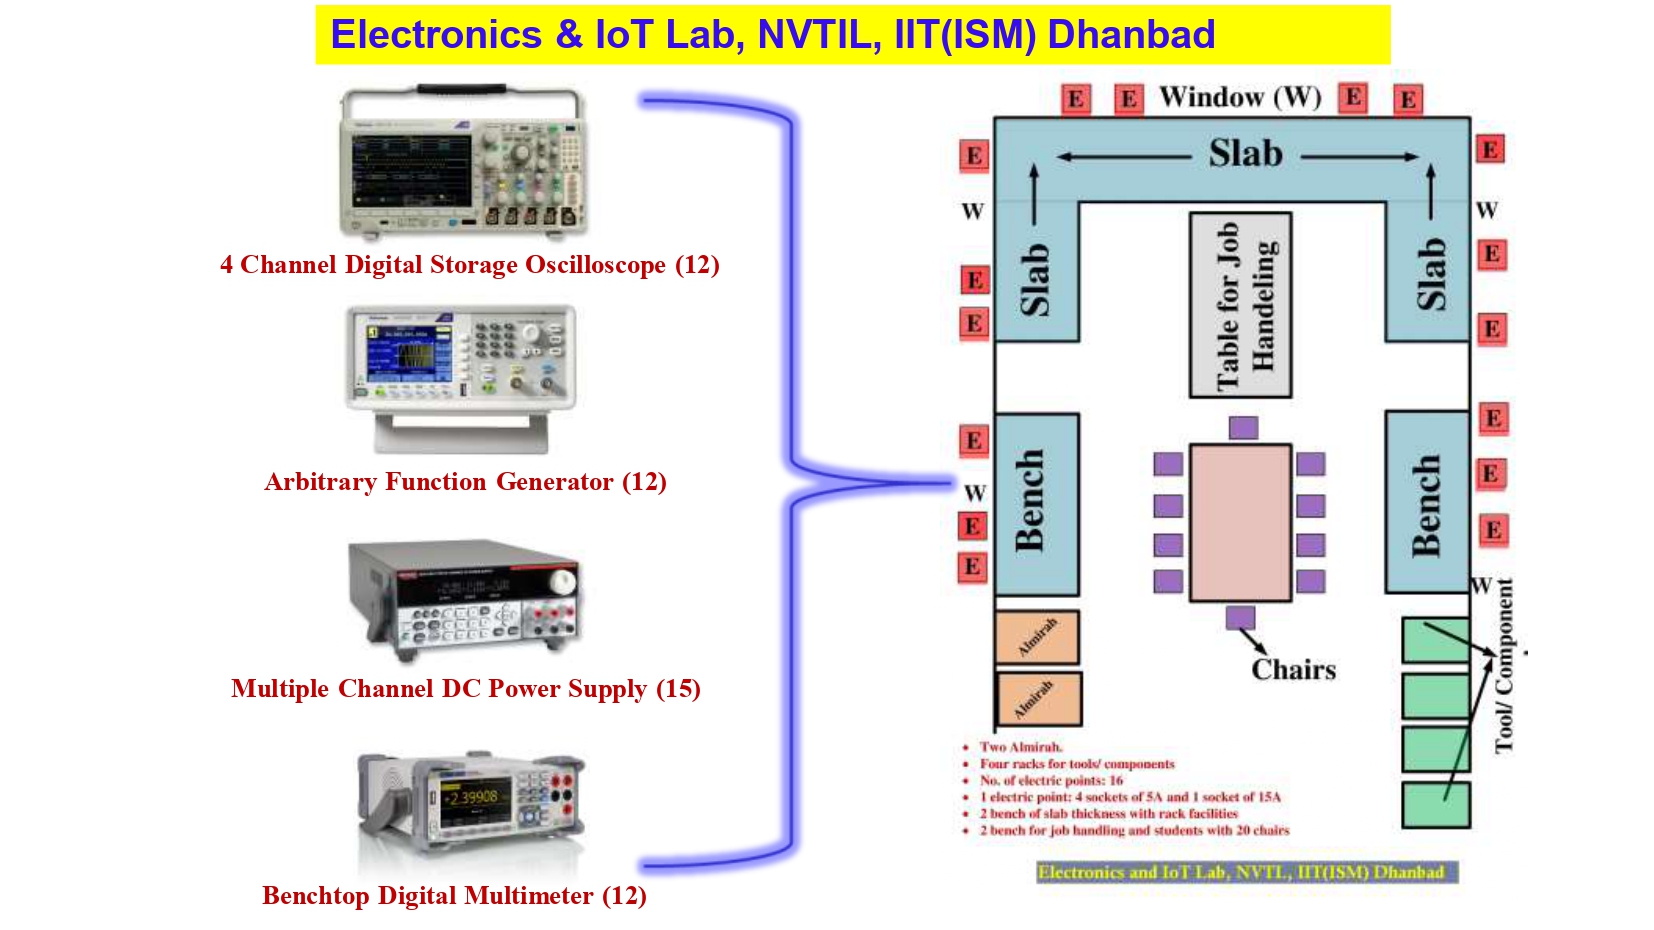 Electronics & IoT Lab, NVTIL, IIT(ISM) Dhanbad
4 Channel Digital Storage Oscilloscope (12)
Arbitrary Function Generator (12)
Multiple Channel DC Power Supply (15)
+2.39908
Benchtop Digital Multimeter (12)
E E Window (W) E E
E Slab E
W W
Slab
Table for Job
Handeling
Slab
E
E
E
E
E
E
W
E
E
Bench
Bench
E
E
E
W
Almirah
Almirah
Chairs
Tool/ Component
• Two Almirah.
• Four racks for tools/ components
• No. of electric points: 16
• 1 electric point: 4 sockets of 5A and 1 socket of 15A
• 2 bench of slab thickness with rack facilities
• 2 bench for job handling and students with 20 chairs
Electronics and IoT Lab, NVTL, IIT(ISM) Dhanbad